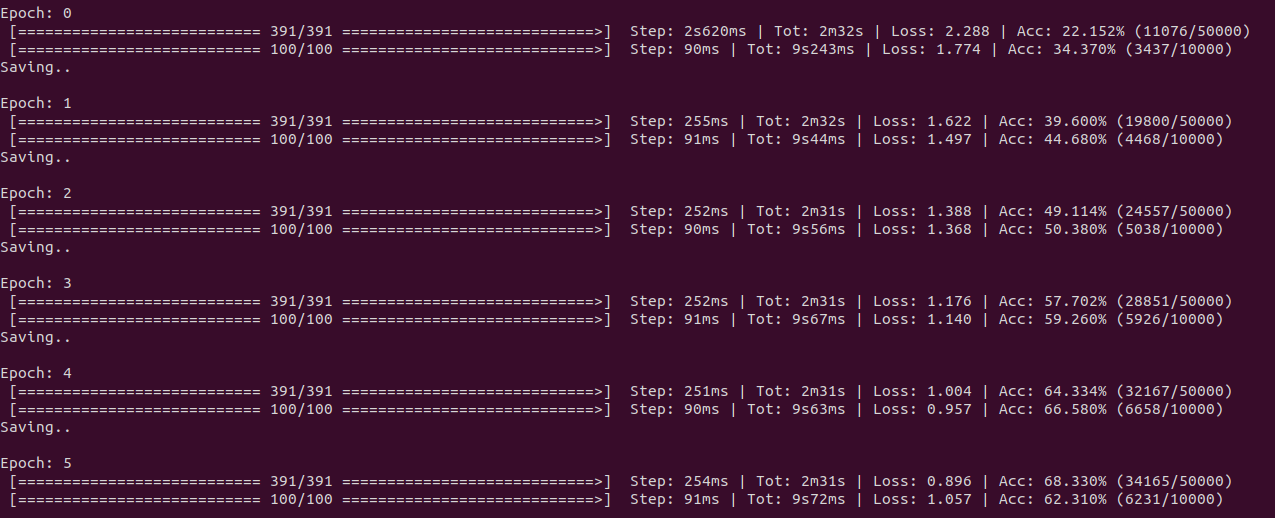 Epoch: 0
[=========================== 391/391 ============================>]  Step: 2s620ms | Tot: 2m32s | Loss: 2.288 | Acc: 22.152% (11076/50000)
[=========================== 100/100 ============================>]  Step: 90ms | Tot: 9s243ms | Loss: 1.774 | Acc: 34.370% (3437/10000)
Saving..
Epoch: 1
[=========================== 391/391 ============================>]  Step: 255ms | Tot: 2m32s | Loss: 1.622 | Acc: 39.600% (19800/50000)
[=========================== 100/100 ============================>]  Step: 91ms | Tot: 9s44ms | Loss: 1.497 | Acc: 44.680% (4468/10000)
Saving..
Epoch: 2
[=========================== 391/391 ============================>]  Step: 252ms | Tot: 2m31s | Loss: 1.388 | Acc: 49.114% (24557/50000)
[=========================== 100/100 ============================>]  Step: 90ms | Tot: 9s56ms | Loss: 1.368 | Acc: 50.380% (5038/10000)
Saving..
Epoch: 3
[=========================== 391/391 ============================>]  Step: 252ms | Tot: 2m31s | Loss: 1.176 | Acc: 57.702% (28851/50000)
[=========================== 100/100 ============================>]  Step: 91ms | Tot: 9s67ms | Loss: 1.140 | Acc: 59.260% (5926/10000)
Saving..
Epoch: 4
[=========================== 391/391 ============================>]  Step: 251ms | Tot: 2m31s | Loss: 1.004 | Acc: 64.334% (32167/50000)
[=========================== 100/100 ============================>]  Step: 90ms | Tot: 9s63ms | Loss: 0.957 | Acc: 66.580% (6658/10000)
Saving..
Epoch: 5
[=========================== 391/391 ============================>]  Step: 254ms | Tot: 2m31s | Loss: 0.896 | Acc: 68.330% (34165/50000)
[=========================== 100/100 ============================>]  Step: 91ms | Tot: 9s72ms | Loss: 1.057 | Acc: 62.310% (6231/10000)